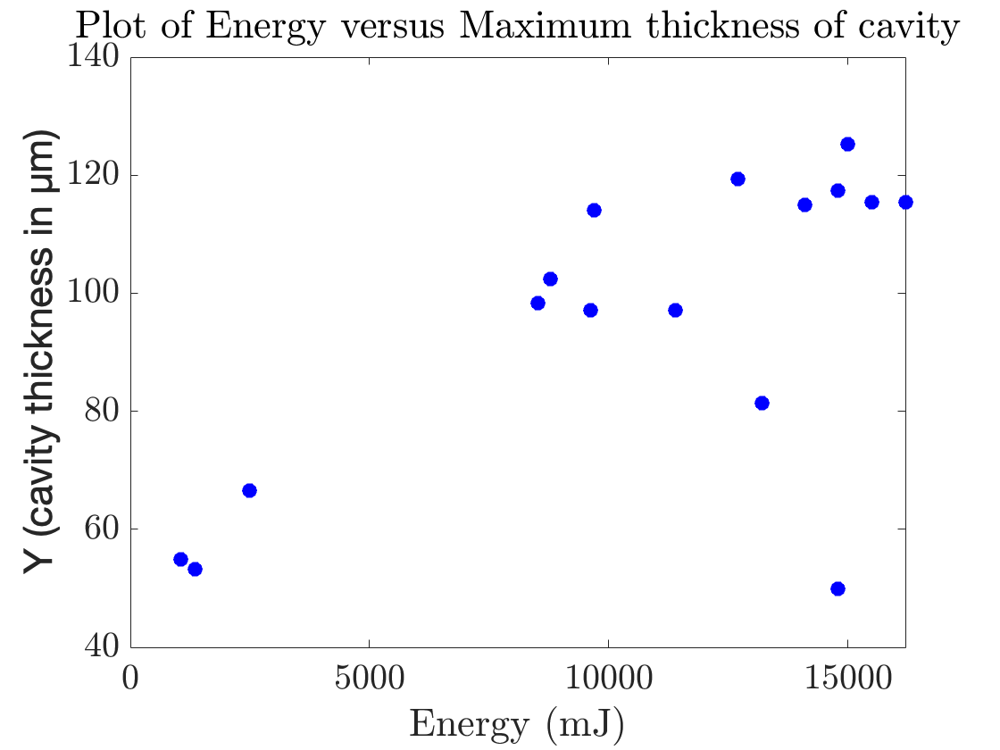 Plot of Energy versus Maximum thickness of cavity
140
120
100
80
60
40
Y (cavity thickness in µm)
0 5000 10000 15000
Energy (mJ)